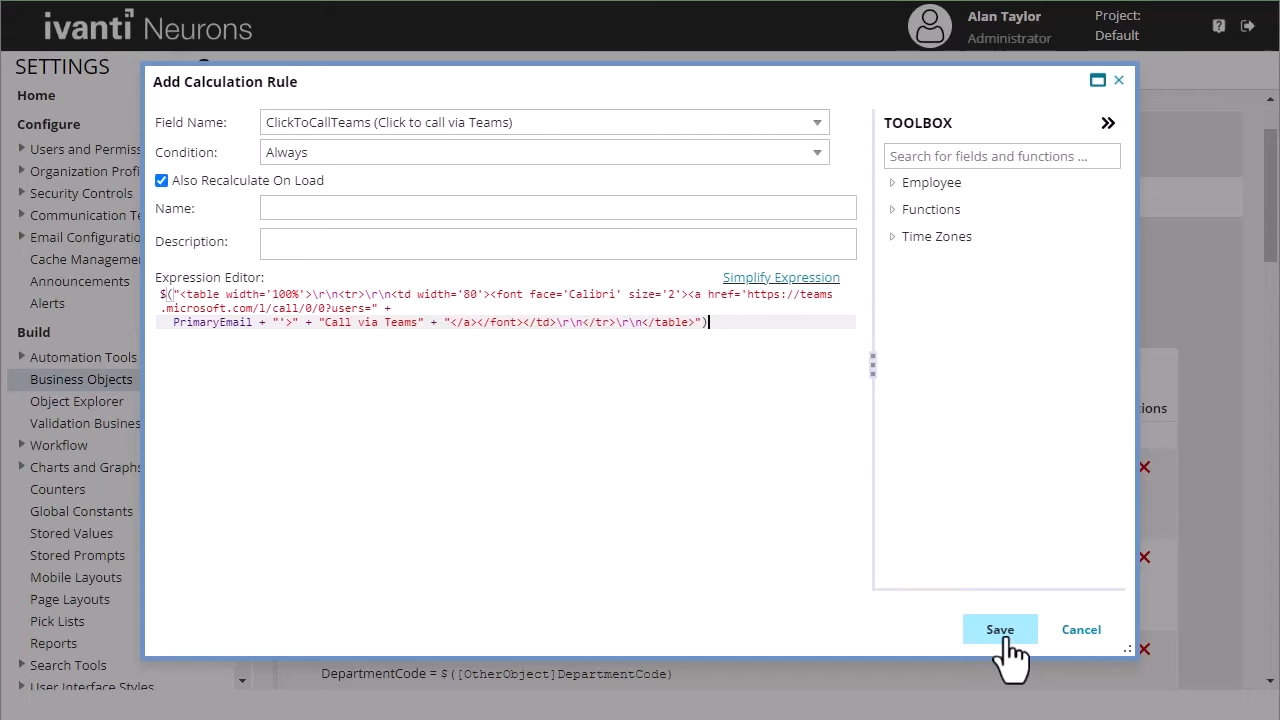 ivanti Neurons
Alan Taylor
Administrator
Project:
Default
SETTINGS
Home
Configure
Users and Permiss
Organization Profi
Security Controls
Communication Te
Email Configuratio
Cache Manageme
Announcements
Alerts
Build
Automation Tools
Business Objects
Object Explorer
Validation Busines
Workflow
Charts and Graphs
Counters
Global Constants
Stored Values
Stored Prompts
Mobile Layouts
Page Layouts
Pick Lists
Reports
Search Tools
User Interface Styles
Add Calculation Rule
Field Name:
ClickToCallTeams (Click to call via Teams)
Condition:
Always
Also Recalculate On Load
Name:
Description:
Expression Editor:
Simplify Expression
$("<table width='100%'>\r\n<tr>\r\n<td width='80'><font face='Calibri' size='2'><a href='https://teams
.microsoft.com/l/call/0/0?users=" +
PrimaryEmail + "'>" + "Call via Teams" + "</a></font></td>\r\n</tr>\r\n</table>")
TOOLBOX
Search for fields and functions ...
Employee
Functions
Time Zones
Save
Cancel
ions
DepartmentCode = $([OtherObject]DepartmentCode)